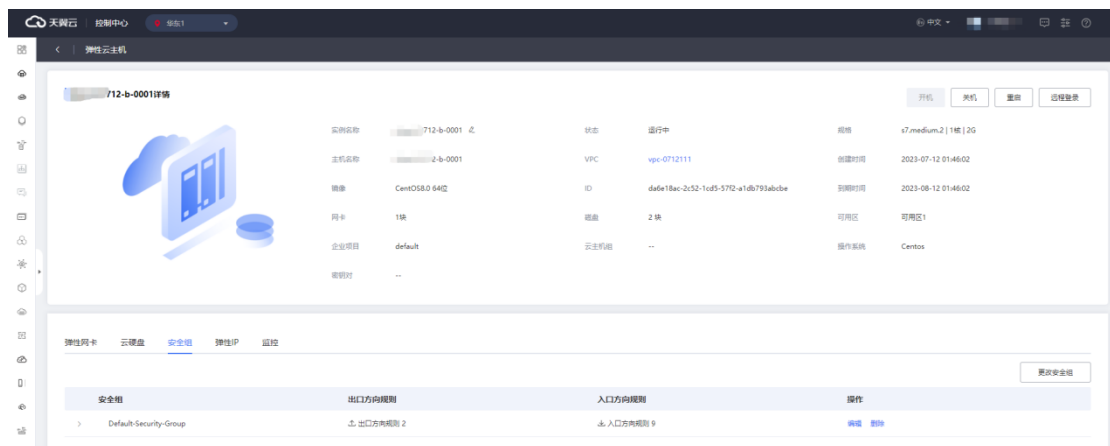 天翼云 控制中心 华东1 中文
弹性云主机
712-b-0001详情 开机 关机 重启 远程登录
实例名称 712-b-0001 状态 运行中 规格 s7.medium.2 | 1核 | 2G
主机名称 2-b-0001 VPC vpc-0712111 创建时间 2023-07-12 01:46:02
镜像 CentOS8.0 64位 ID da6e18ac-2c52-1cd5-57f2-a1db793abcbe 到期时间 2023-08-12 01:46:02
网卡 1块 磁盘 2 块 可用区 可用区1
企业项目 default 云主机组 -- 操作系统 Centos
密钥对 --
弹性网卡 云硬盘 安全组 弹性IP 监控
更改安全组
安全组 出口方向规则 入口方向规则 操作
Default-Security-Group 出口方向规则 2 入口方向规则 9 编辑 删除